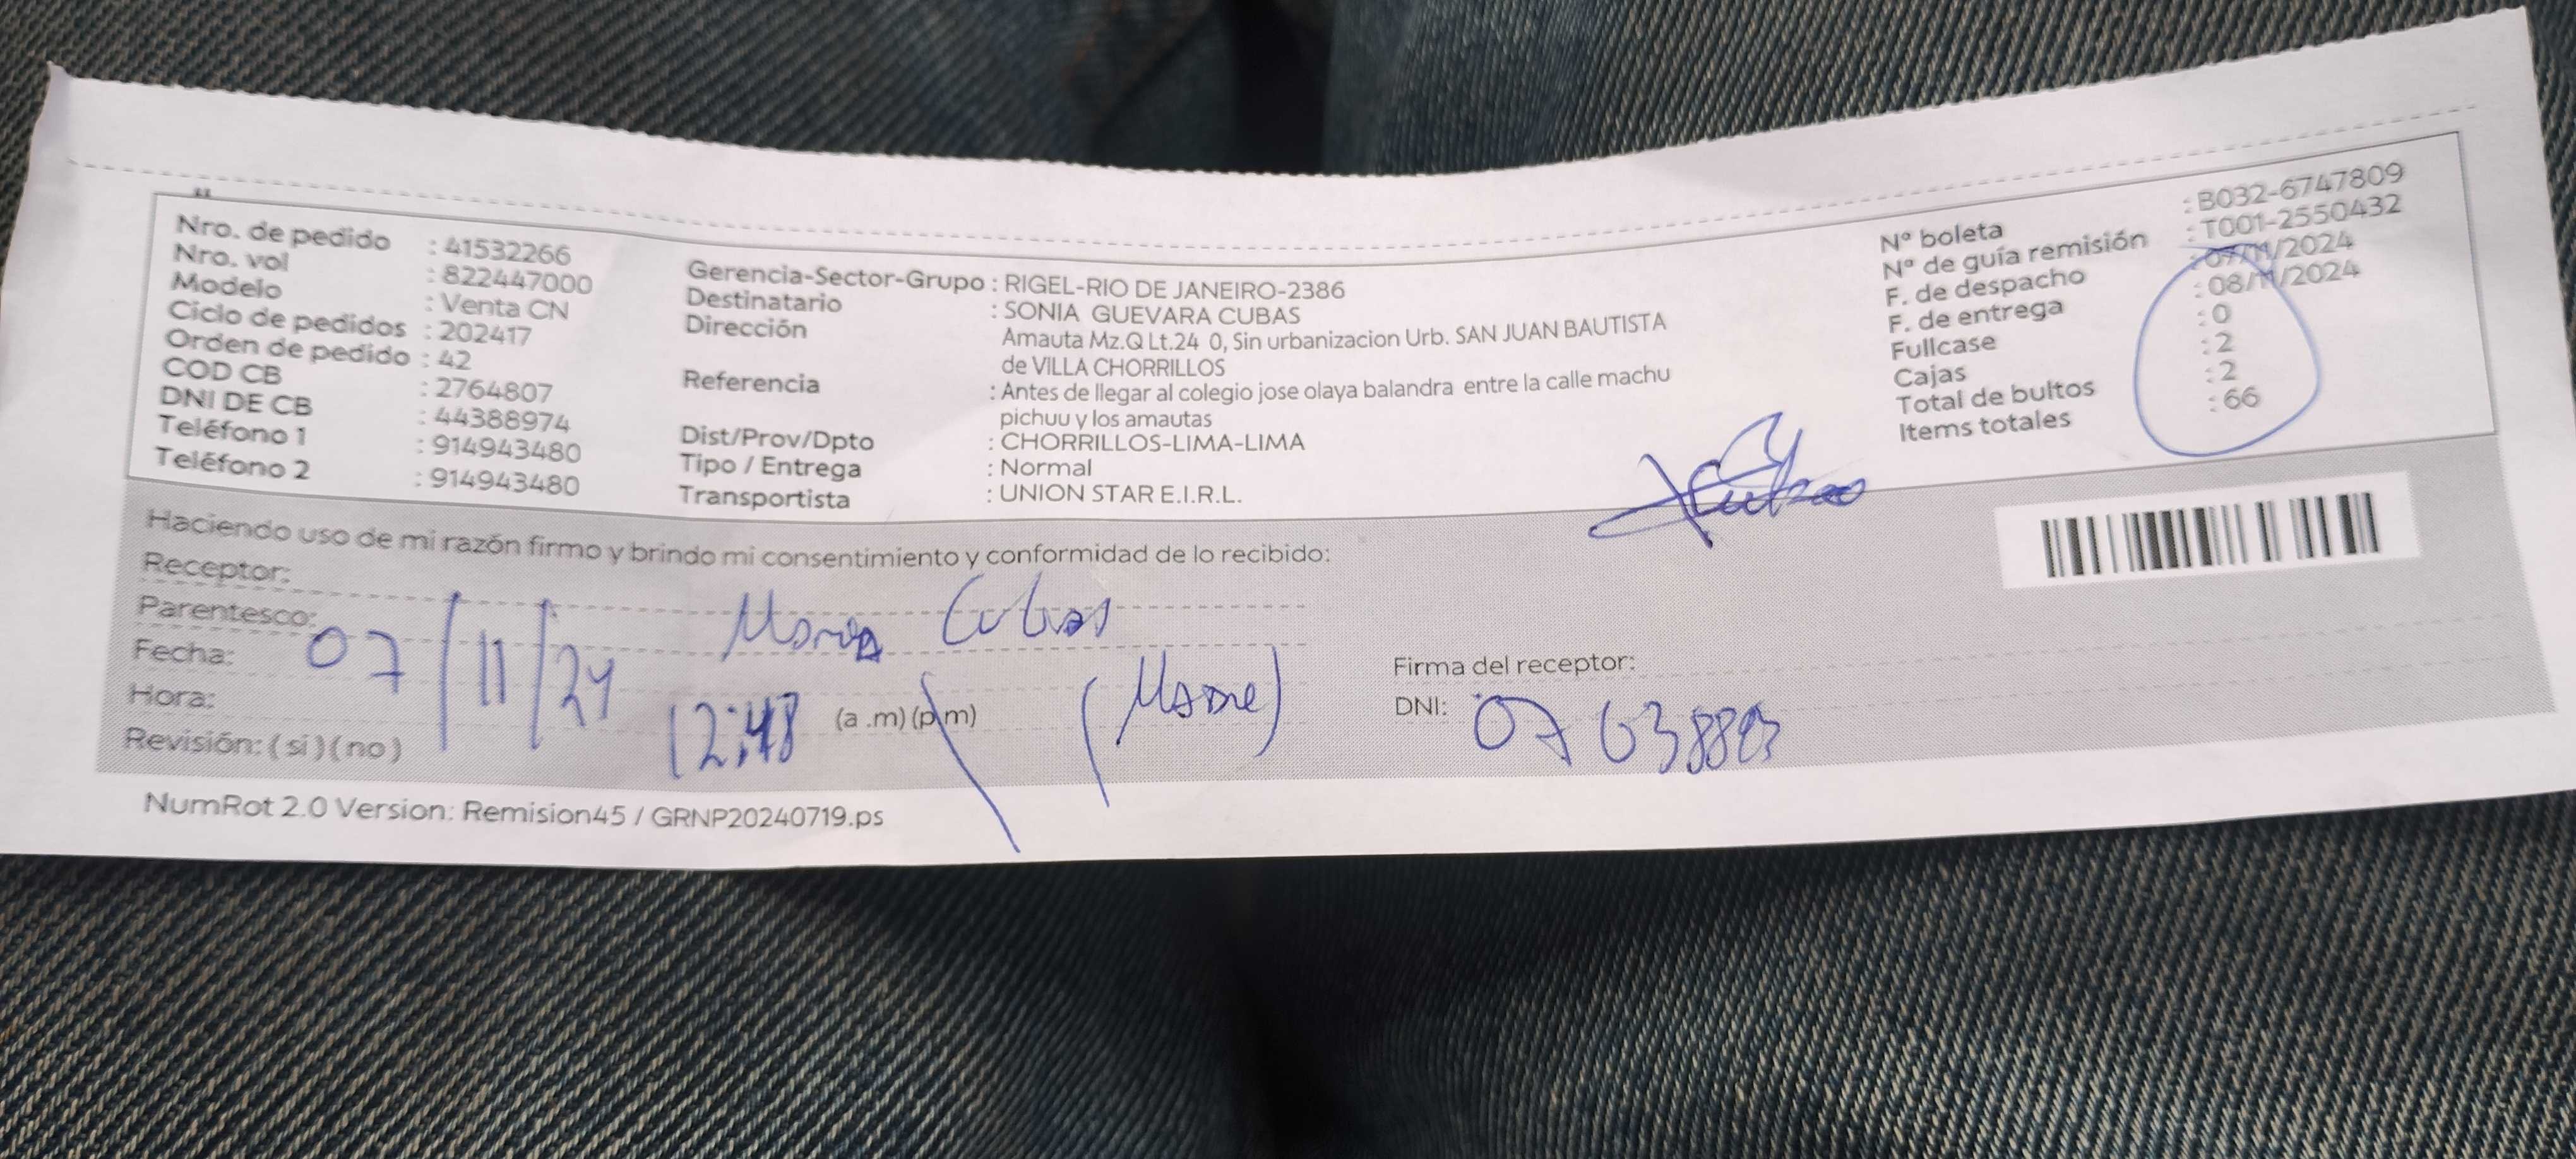 Nro. de pedido : 41532266
Nro. vol : 822447000
Modelo : Venta CN
Ciclo de pedidos : 202417
Orden de pedido : 42
COD CB : 2764807
DNI DE CB : 44388974
Teléfono 1 : 914943480
Teléfono 2 : 914943480
Gerencia-Sector-Grupo : RIGEL-RIO DE JANEIRO-2386
Destinatario : SONIA GUEVARA CUBAS
Dirección Amauta Mz.Q Lt.24 0, Sin urbanizacion Urb. SAN JUAN BAUTISTA
de VILLA CHORRILLOS
Referencia : Antes de llegar al colegio jose olaya balandra entre la calle machu
pichuu y los amautas
Dist/Prov/Dpto : CHORRILLOS-LIMA-LIMA
Tipo / Entrega : Normal
Transportista : UNION STAR E.I.R.L.
Nº boleta : B032-6747809
Nº de guía remisión : T001-2550432
F. de despacho : 07/11/2024
F. de entrega : 08/11/2024
Fullcase : 0
Cajas : 2
Total de bultos : 2
Items totales : 66
Haciendo uso de mi razón firmo y brindo mi consentimiento y conformidad de lo recibido:
Receptor:
Maria Cubas
Parentesco:
Fecha: 07/11/24
(Madre)
Hora: 12:48 (a .m) (p.m)
Revisión: ( si ) ( no )
Firma del receptor:
DNI:
NumRot 2.0 Version: Remision45 / GRNP20240719.ps